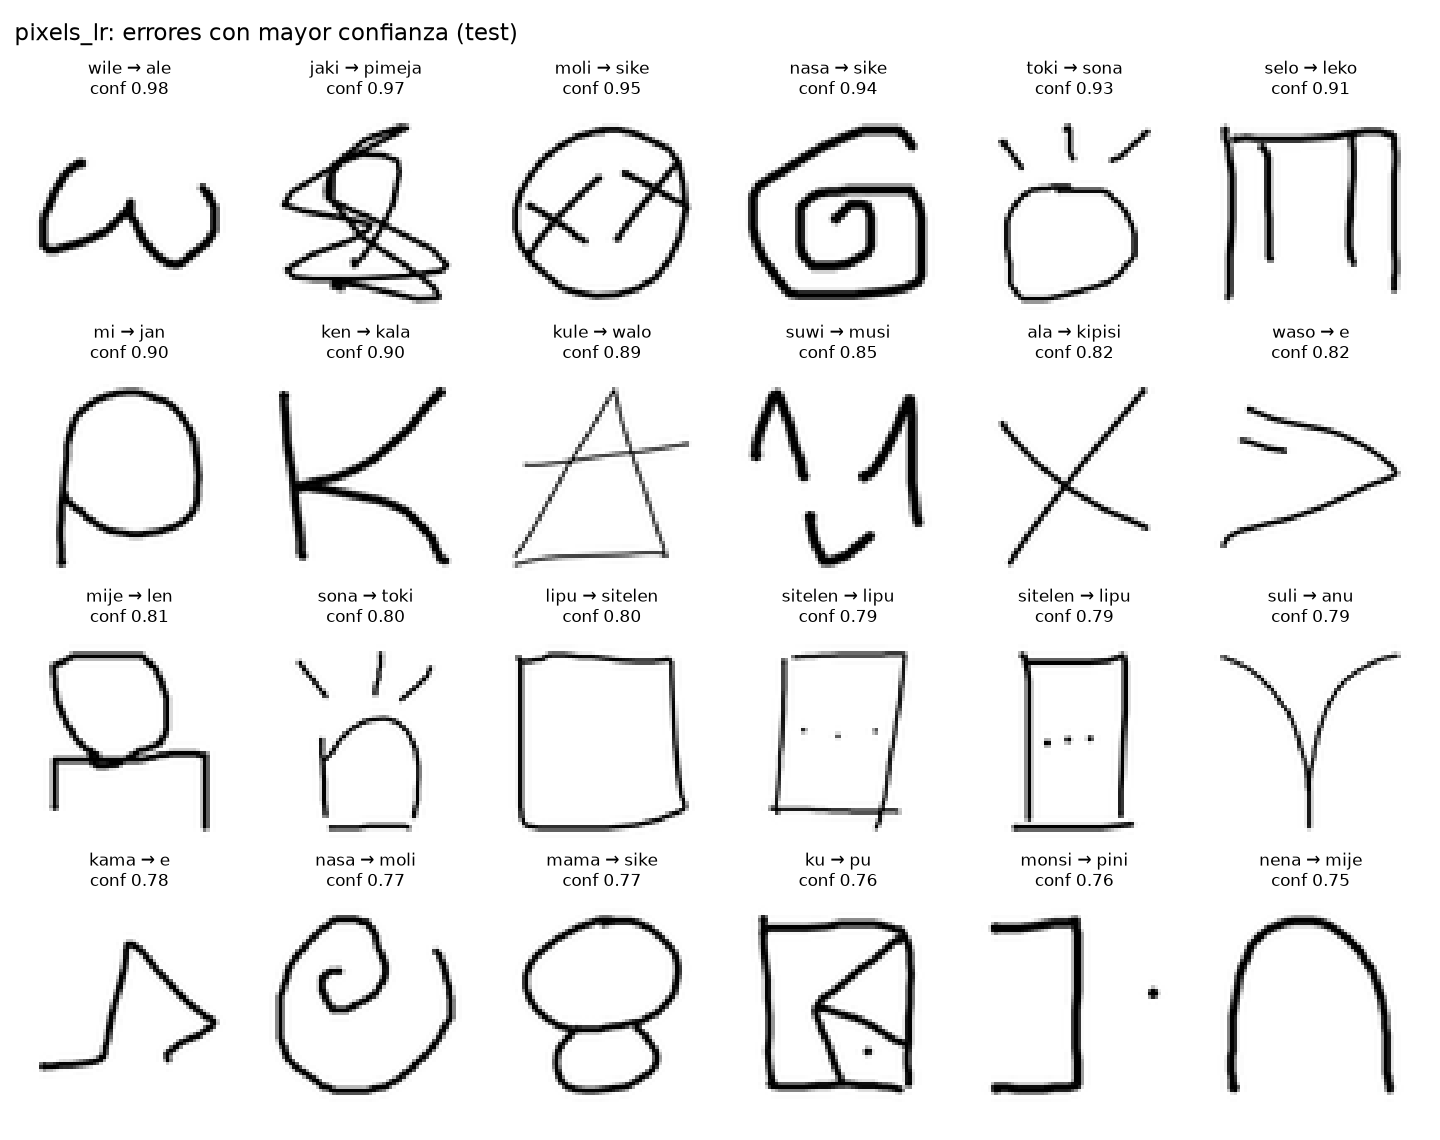 pixels_lr: errores con mayor confianza (test)
wile → ale
conf 0.98
jaki → pimeja
conf 0.97
moli → sike
conf 0.95
nasa → sike
conf 0.94
toki → sona
conf 0.93
selo → leko
conf 0.91
mi → jan
conf 0.90
ken → kala
conf 0.90
kule → walo
conf 0.89
suwi → musi
conf 0.85
ala → kipisi
conf 0.82
waso → e
conf 0.82
mije → len
conf 0.81
sona → toki
conf 0.80
lipu → sitelen
conf 0.80
sitelen → lipu
conf 0.79
sitelen → lipu
conf 0.79
suli → anu
conf 0.79
kama → e
conf 0.78
nasa → moli
conf 0.77
mama → sike
conf 0.77
ku → pu
conf 0.76
monsi → pini
conf 0.76
nena → mije
conf 0.75